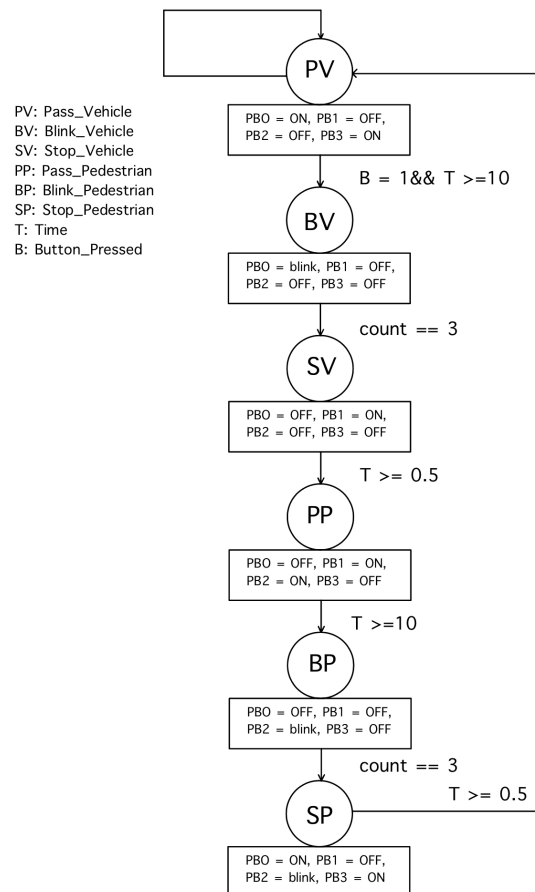 PV
PV: Pass_Vehicle
BV: Blink_Vehicle
SV: Stop_Vehicle
PP: Pass_Pedestrian
BP: Blink_Pedestrian
SP: Stop_Pedestrian
T: Time
B: Button_Pressed
PBO = ON, PB1 = OFF,
PB2 = OFF, PB3 = ON
B = 1&& T >=10
BV
PBO = blink, PB1 = OFF,
PB2 = OFF, PB3 = OFF
count == 3
SV
PBO = OFF, PB1 = ON,
PB2 = OFF, PB3 = OFF
T >= 0.5
PP
PBO = OFF, PB1 = ON,
PB2 = ON, PB3 = OFF
T >=10
BP
PBO = OFF, PB1 = OFF,
PB2 = blink, PB3 = OFF
count == 3
T >= 0.5
SP
PBO = ON, PB1 = OFF,
PB2 = blink, PB3 = ON